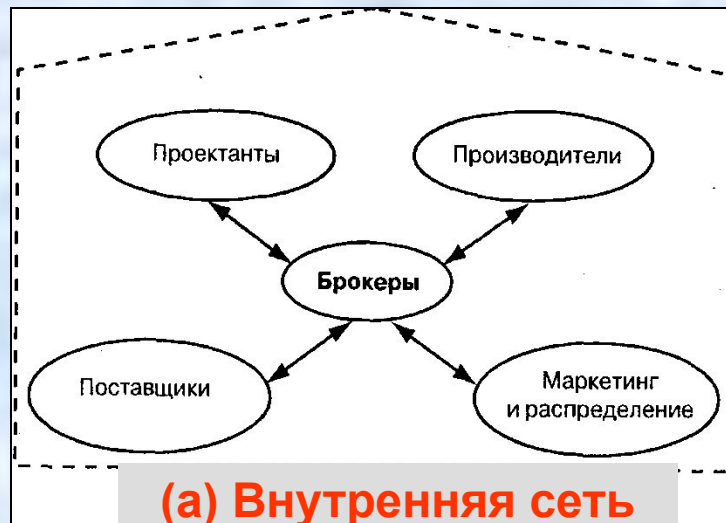 Проектанты
Производители
Брокеры
Поставщики
Маркетинг
и распределение
(а) Внутренняя сеть